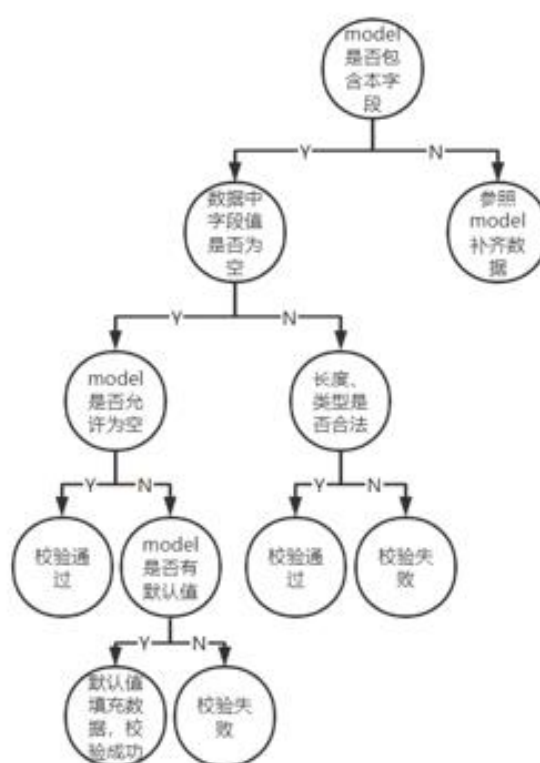 model
是否包
含本字
段
Y
N
数据中
字段值
是否为
空
参照
model
补齐数
据
Y
N
model
是否允
许为空
长度、
类型是
否合法
Y
N
Y
N
校验通
过
model
是否有
默认值
校验通
过
校验失
败
Y
N
默认值
填充数
据，校
验成功
校验失
败